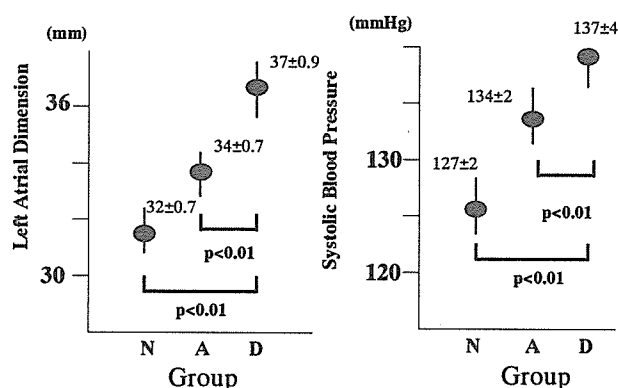 (mm)
Left Atrial Dimension
36
30
37±0.9
34±0.7
32±0.7
p<0.01
p<0.01
N A D
Group
(mmHg)
Systolic Blood Pressure
130
120
137±4
134±2
127±2
p<0.01
p<0.01
N A D
Group